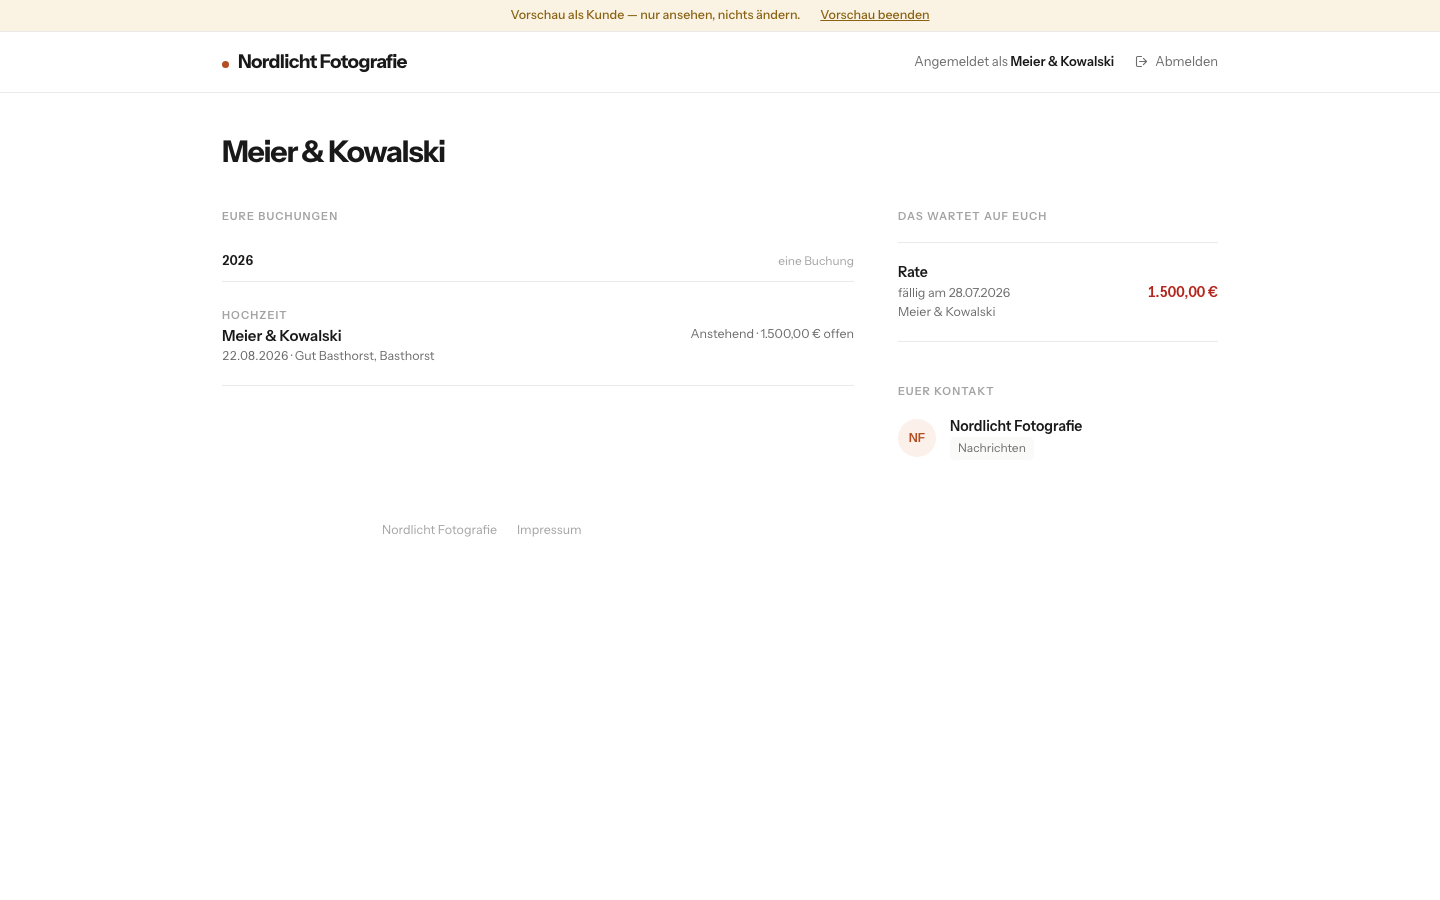 Vorschau als Kunde — nur ansehen, nichts ändern. Vorschau beenden
Nordlicht Fotografie
Angemeldet als Meier & Kowalski Abmelden
Meier & Kowalski
EURE BUCHUNGEN
2026 eine Buchung
HOCHZEIT
Meier & Kowalski
22.08.2026 · Gut Basthorst, Basthorst
Anstehend · 1.500,00 € offen
DAS WARTET AUF EUCH
Rate
fällig am 28.07.2026
Meier & Kowalski
1.500,00 €
EUER KONTAKT
NF
Nordlicht Fotografie
Nachrichten
Nordlicht Fotografie Impressum